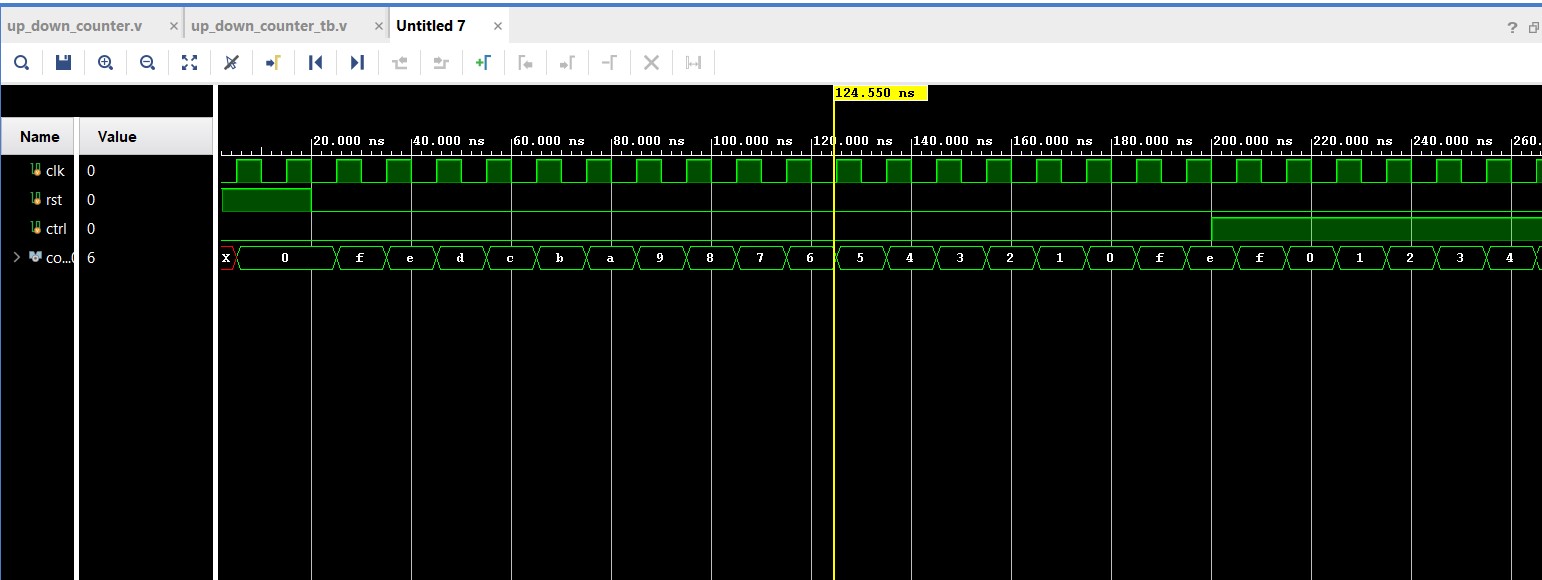 up_down_counter.v × up_down_counter_tb.v × Untitled 7 × ?
124.550 ns
Name Value
20.000 ns 40.000 ns 60.000 ns 80.000 ns 100.000 ns 120.000 ns 140.000 ns 160.000 ns 180.000 ns 200.000 ns 220.000 ns 240.000 ns 260.
clk 0
rst 0
ctrl 0
co... 6 X 0 f e d c b a 9 8 7 6 5 4 3 2 1 0 f e f 0 1 2 3 4